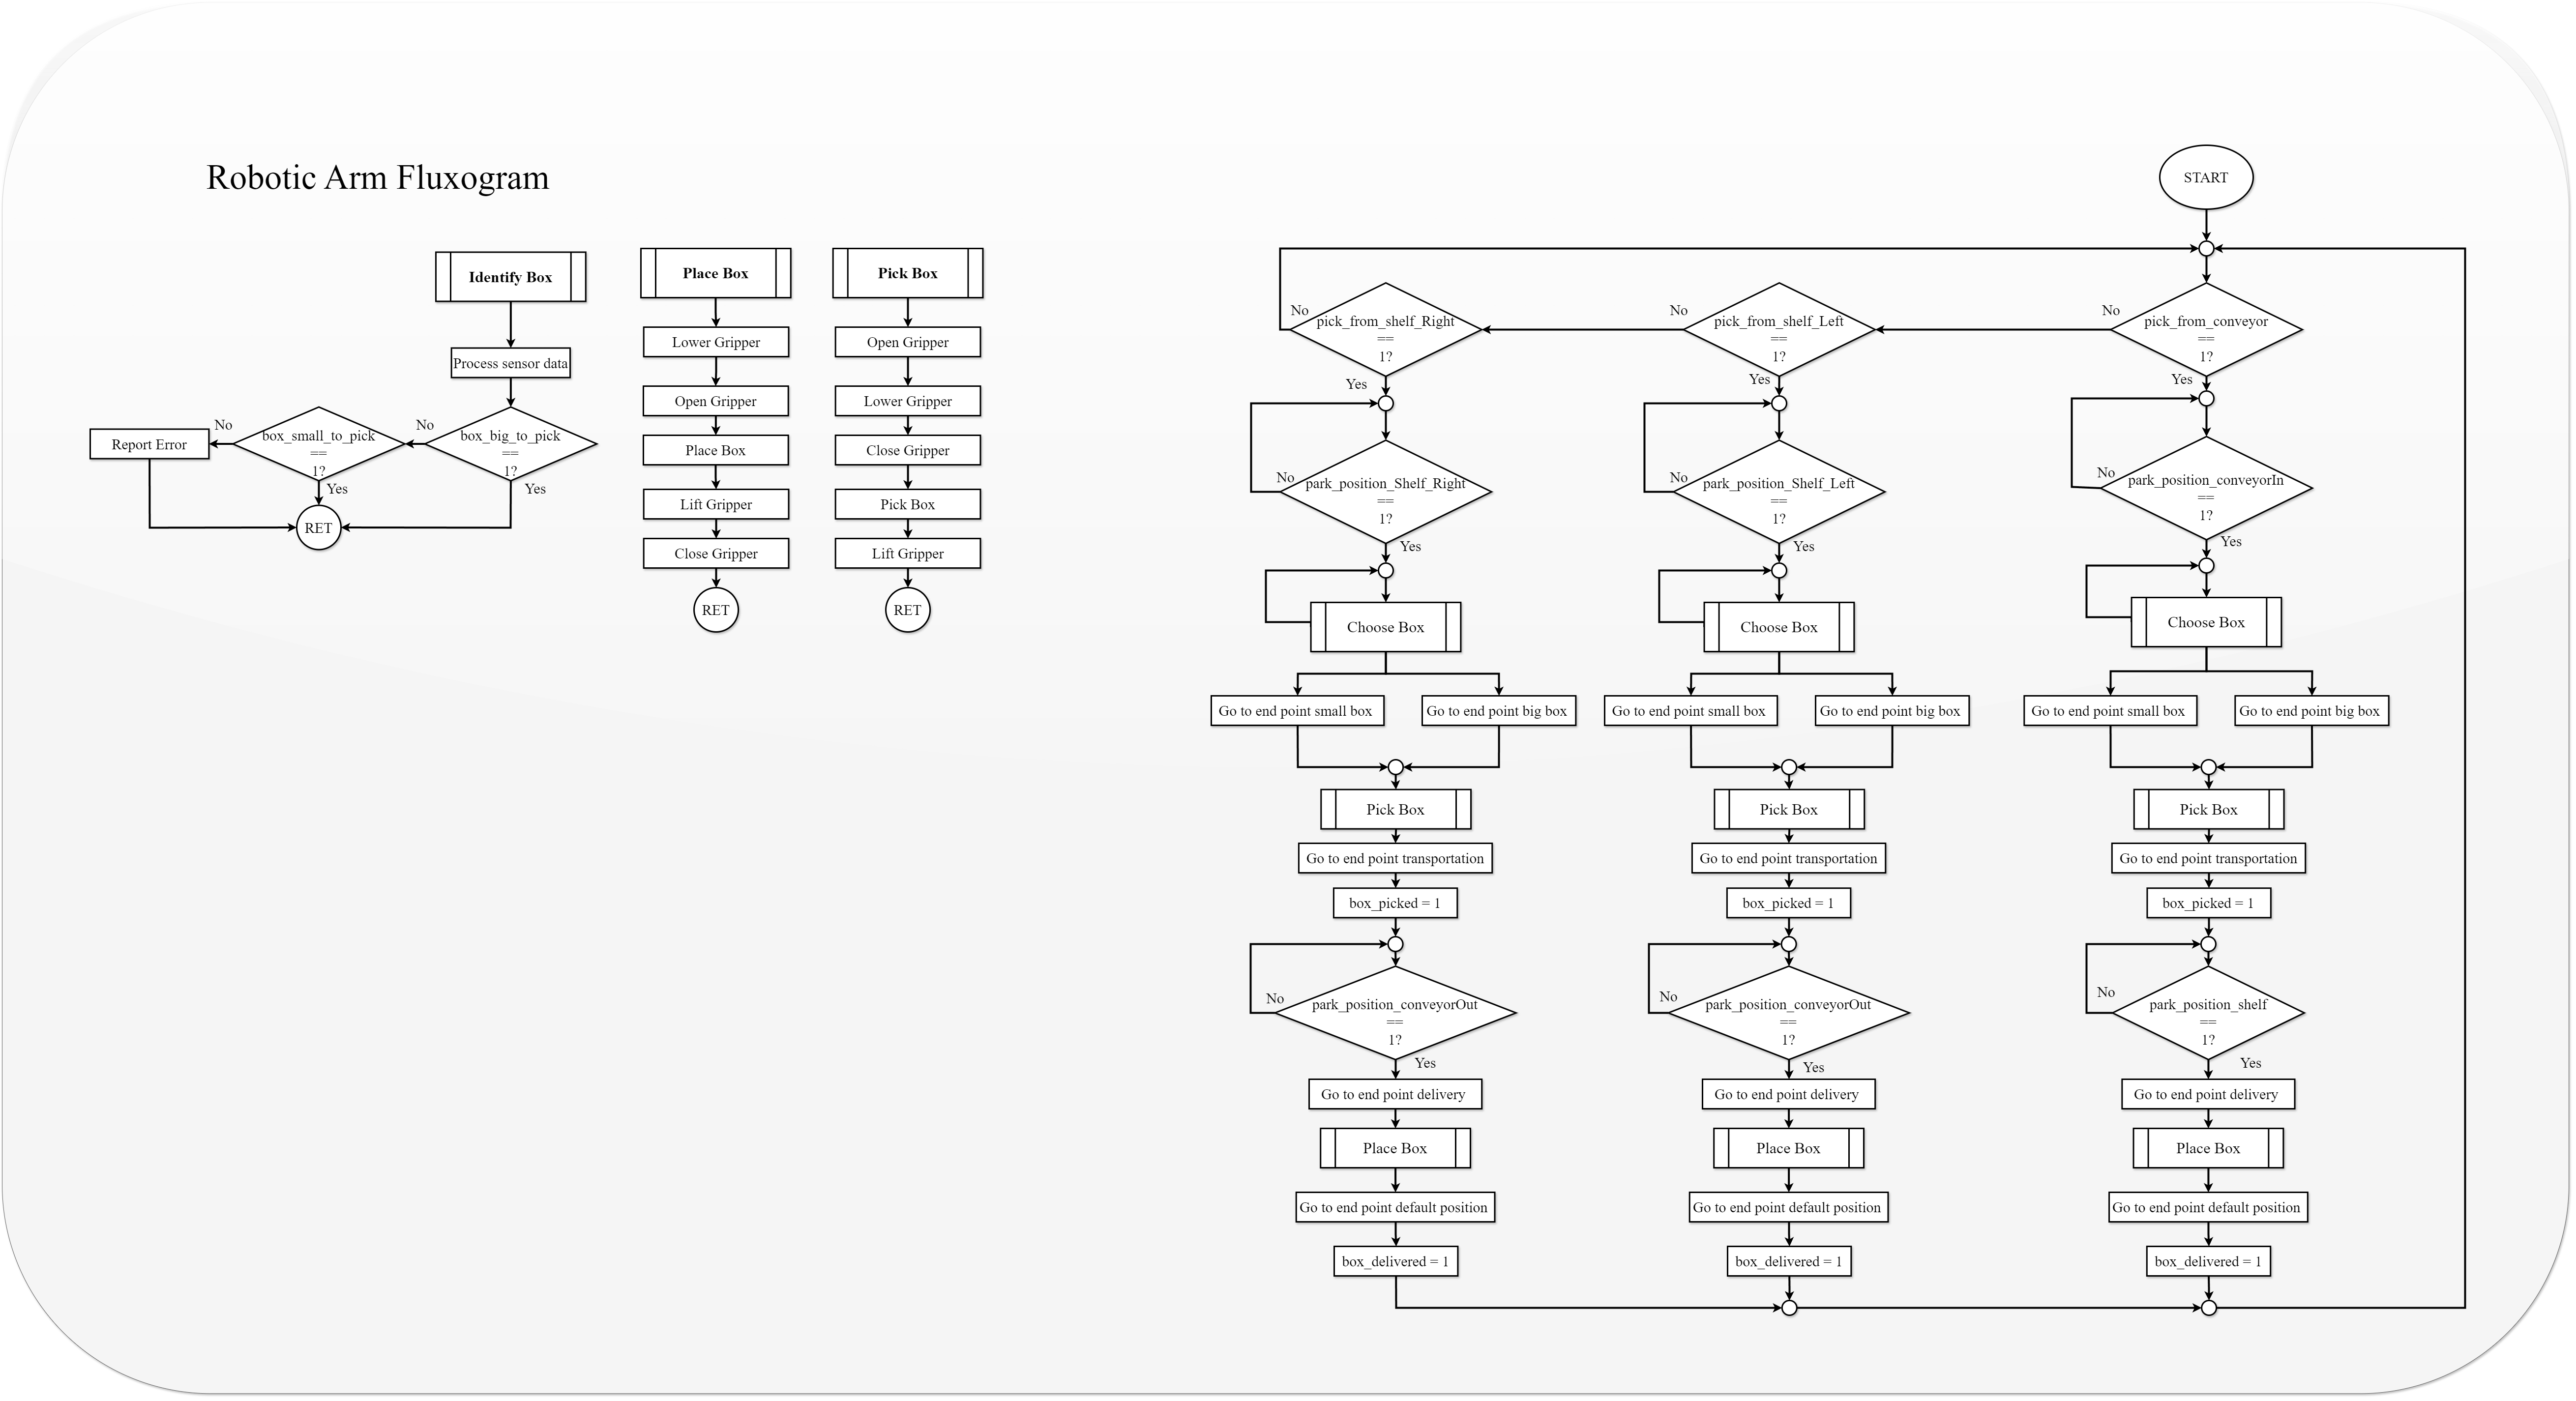 Robotic Arm Fluxogram
Identify Box
Process sensor data
box_big_to_pick
==
1?
No
Yes
box_small_to_pick
==
1?
No
Yes
Report Error
RET
Place Box
Lower Gripper
Open Gripper
Place Box
Lift Gripper
Close Gripper
RET
Pick Box
Open Gripper
Lower Gripper
Close Gripper
Pick Box
Lift Gripper
RET
START
pick_from_conveyor
==
1?
No
Yes
park_position_conveyorIn
==
1?
No
Yes
Choose Box
Go to end point small box
Go to end point big box
Pick Box
Go to end point transportation
box_picked = 1
park_position_shelf
==
1?
No
Yes
Go to end point delivery
Place Box
Go to end point default position
box_delivered = 1
pick_from_shelf_Left
==
1?
No
Yes
park_position_Shelf_Left
==
1?
No
Yes
Choose Box
Go to end point small box
Go to end point big box
Pick Box
Go to end point transportation
box_picked = 1
park_position_conveyorOut
==
1?
No
Yes
Go to end point delivery
Place Box
Go to end point default position
box_delivered = 1
pick_from_shelf_Right
==
1?
No
Yes
park_position_Shelf_Right
==
1?
No
Yes
Choose Box
Go to end point small box
Go to end point big box
Pick Box
Go to end point transportation
box_picked = 1
park_position_conveyorOut
==
1?
No
Yes
Go to end point delivery
Place Box
Go to end point default position
box_delivered = 1